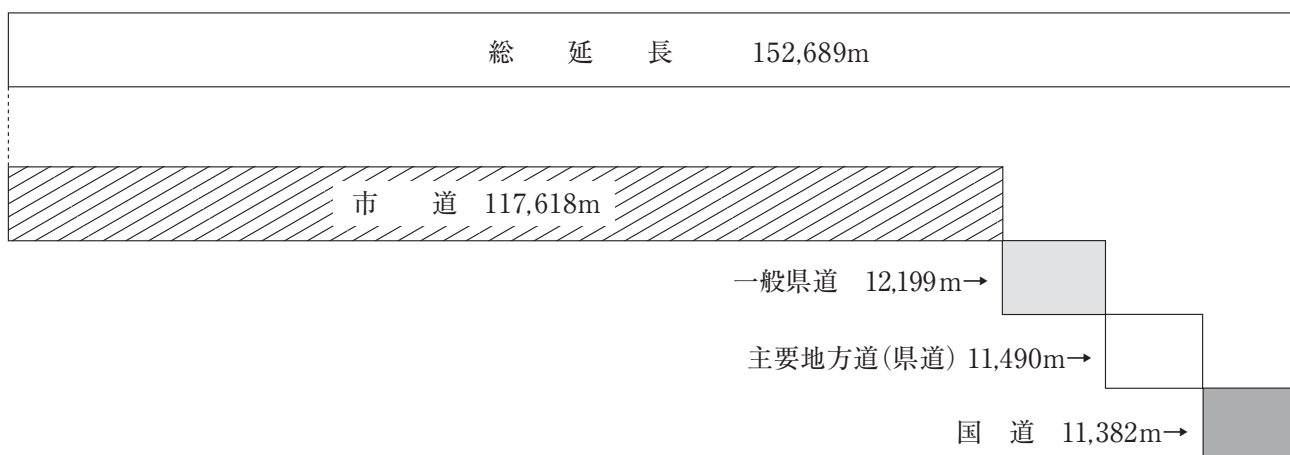 総　延　長　152,689m
市　道　117,618m
一般県道　12,199m→
主要地方道(県道) 11,490m→
国　道　11,382m→